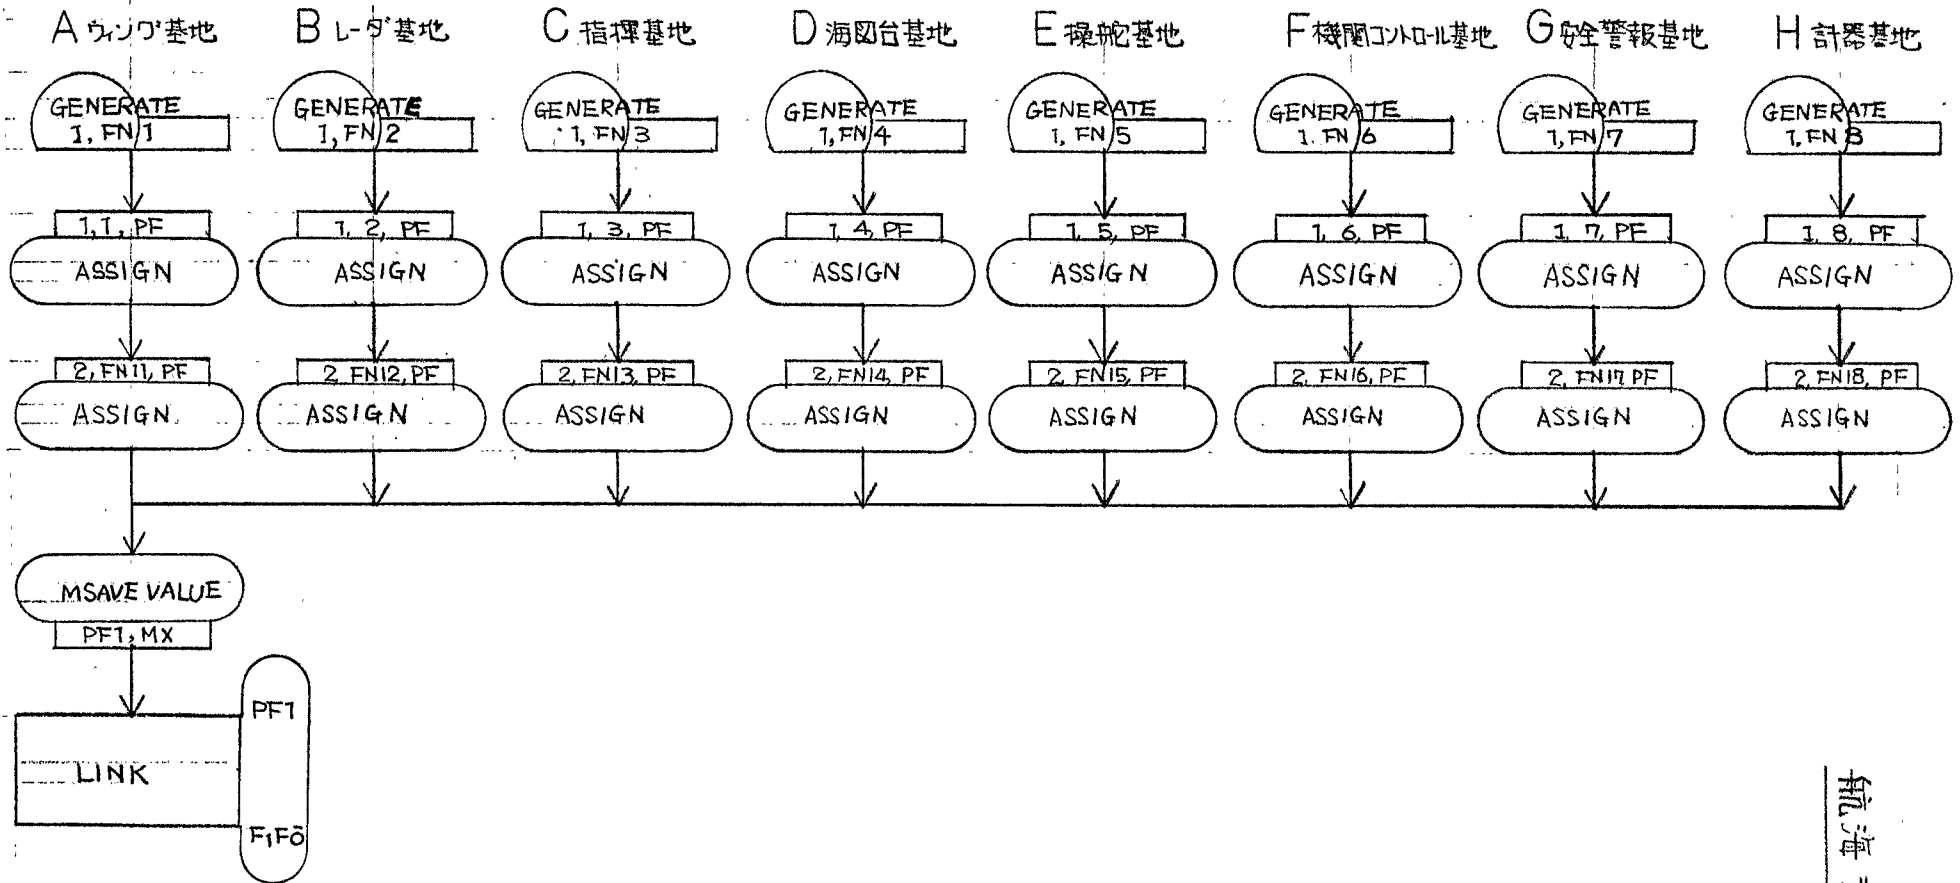 A ウィング基地 B レーダ基地 C 指揮基地 D 海図台基地 E 操舵基地 F 機関コントロール基地 G 安全警報基地 H 計器基地
GENERATE GENERATE GENERATE GENERATE GENERATE GENERATE GENERATE GENERATE
1, FN 1 1, FN 2 1, FN 3 1, FN 4 1, FN 5 1. FN 6 1, FN 7 1, FN 8
1, 1, PF 1, 2, PF 1, 3, PF 1, 4, PF 1, 5, PF 1, 6, PF 1, 7, PF 1, 8, PF
ASSIGN ASSIGN ASSIGN ASSIGN ASSIGN ASSIGN ASSIGN ASSIGN
2, FN11, PF 2, FN12, PF 2, FN13, PF 2, FN14, PF 2, FN15, PF 2, FN16, PF 2, FN17 PF 2, FN18, PF
ASSIGN ASSIGN ASSIGN ASSIGN ASSIGN ASSIGN ASSIGN ASSIGN
MSAVE VALUE
PF1, MX
PF1
LINK
FIFO
航海